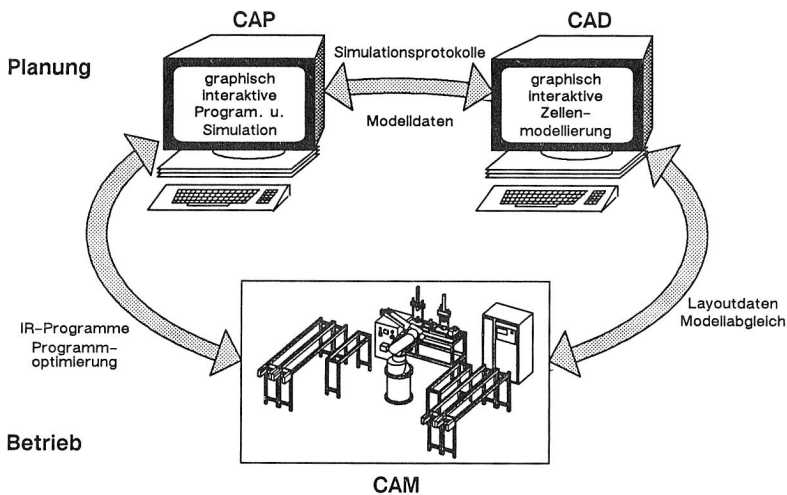 CAP
CAD
Planung
Simulationsprotokolle
graphisch
interaktive
Program. u.
Simulation
Modelldaten
graphisch
interaktive
Zellen-
modellierung
IR-Programme
Programm-
optimierung
Layoutdaten
Modellabgleich
Betrieb
CAM